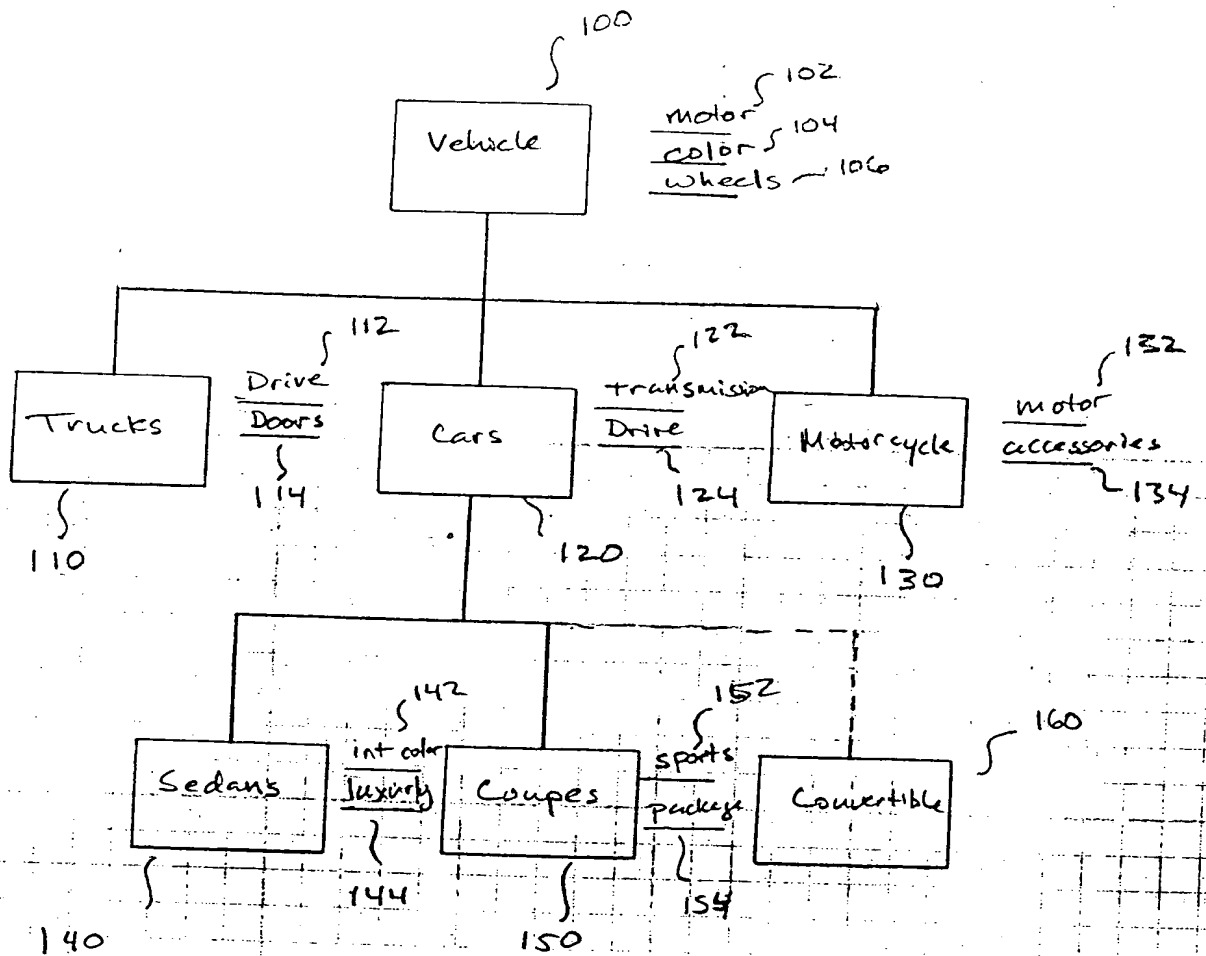 100
Vehicle
motor 102
color 104
wheels 106
Trucks
110
Drive 112
Doors
114
Cars
120
transmission 122
Drive
124
Motorcycle
130
motor 132
accessories
134
Sedans
140
int color 142
luxurly
144
Coupes
150
sports 152
package
154
Convertible
160